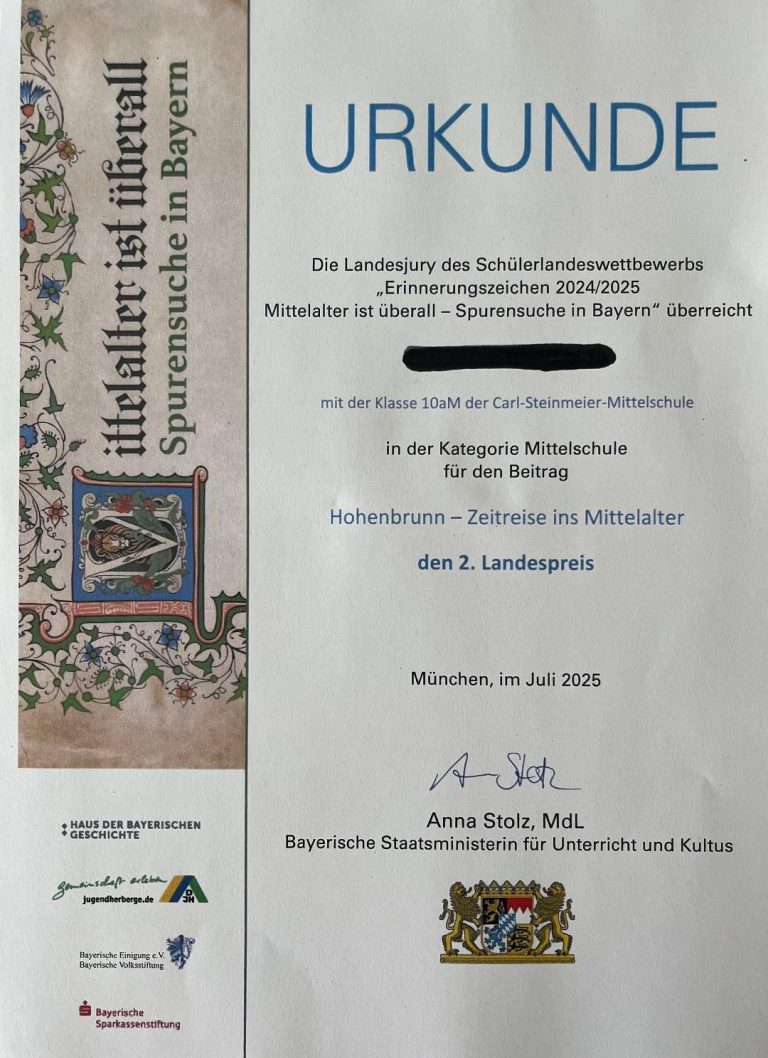 Mittelalter ist überall
Spurensuche in Bayern
URKUNDE
Die Landesjury des Schülerlandeswettbewerbs
„Erinnerungszeichen 2024/2025
Mittelalter ist überall – Spurensuche in Bayern“ überreicht
mit der Klasse 10aM der Carl-Steinmeier-Mittelschule
in der Kategorie Mittelschule
für den Beitrag
Hohenbrunn – Zeitreise ins Mittelalter
den 2. Landespreis
München, im Juli 2025
A Stolz
Anna Stolz, MdL
Bayerische Staatsministerin für Unterricht und Kultus
HAUS DER BAYERISCHEN
GESCHICHTE
gemeinschaft erleben
jugendherberge.de
DJH
Bayerische Einigung e.V.
Bayerische Volksstiftung
Bayerische
Sparkassenstiftung